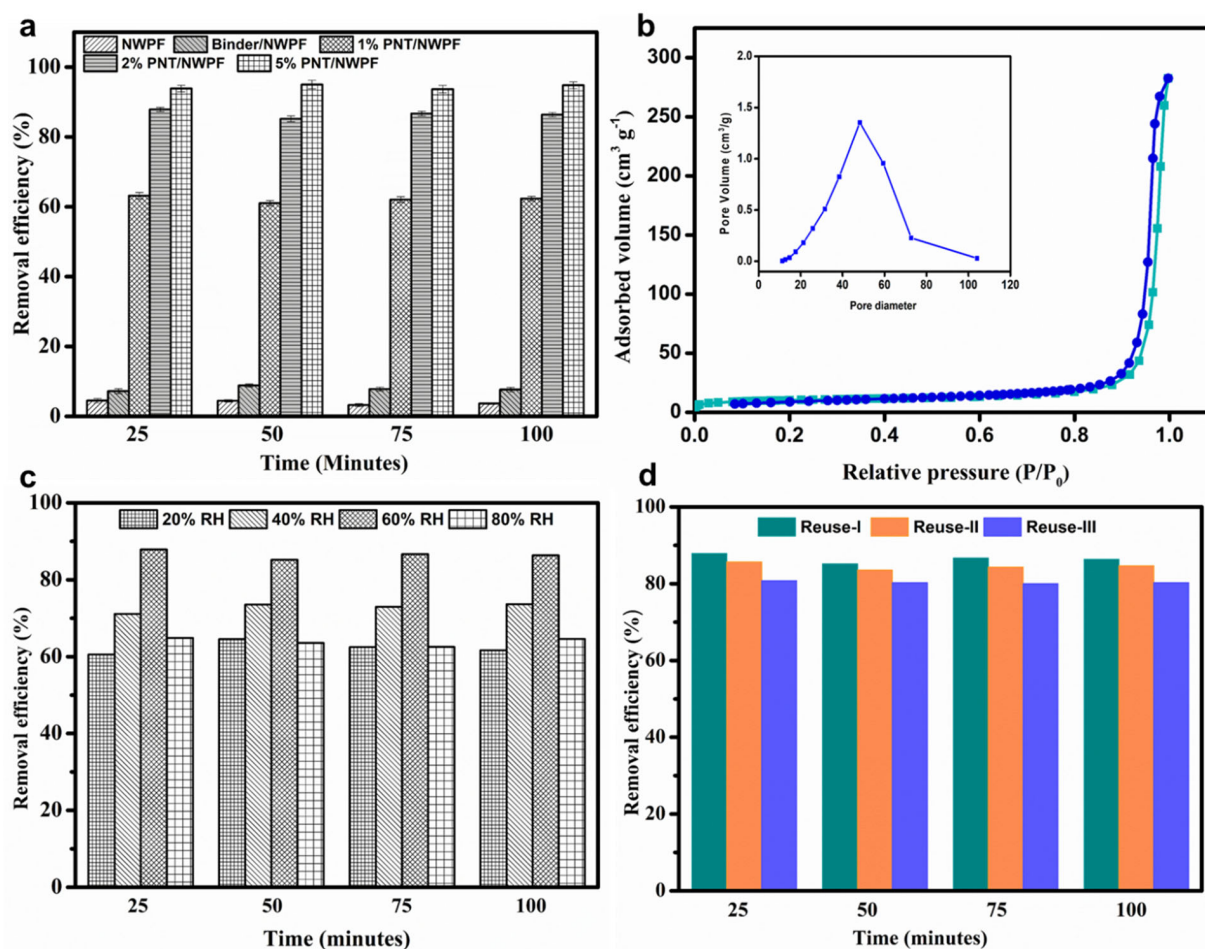 a
NWPF Binder/NWPF 1% PNT/NWPF
2% PNT/NWPF 5% PNT/NWPF
Removal efficiency (%)
100
80
60
40
20
0
25 50 75 100
Time (Minutes)
b
Adsorbed volume (cm³ g⁻¹)
300
250
200
150
100
50
0
0.0 0.2 0.4 0.6 0.8 1.0
Relative pressure (P/P₀)
Pore Volume (cm³/g)
2.0
1.5
1.0
0.5
0.0
0 20 40 60 80 100 120
Pore diameter
c
20% RH 40% RH 60% RH 80% RH
Removal efficiency (%)
100
80
60
40
20
0
25 50 75 100
Time (minutes)
d
Reuse-I Reuse-II Reuse-III
Removal efficiency (%)
100
80
60
40
20
0
25 50 75 100
Time (minutes)